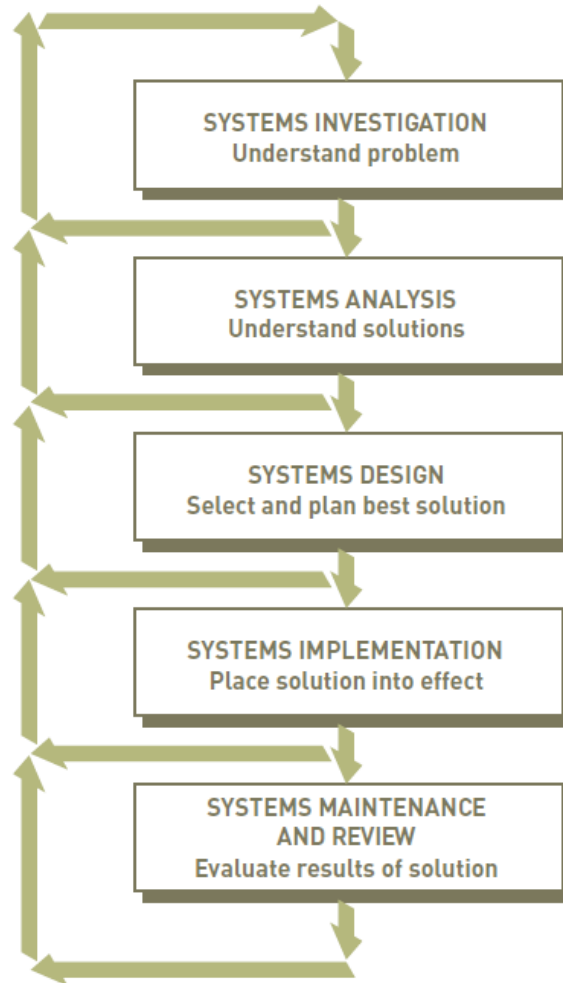 SYSTEMS INVESTIGATION
Understand problem
SYSTEMS ANALYSIS
Understand solutions
SYSTEMS DESIGN
Select and plan best solution
SYSTEMS IMPLEMENTATION
Place solution into effect
SYSTEMS MAINTENANCE
AND REVIEW
Evaluate results of solution